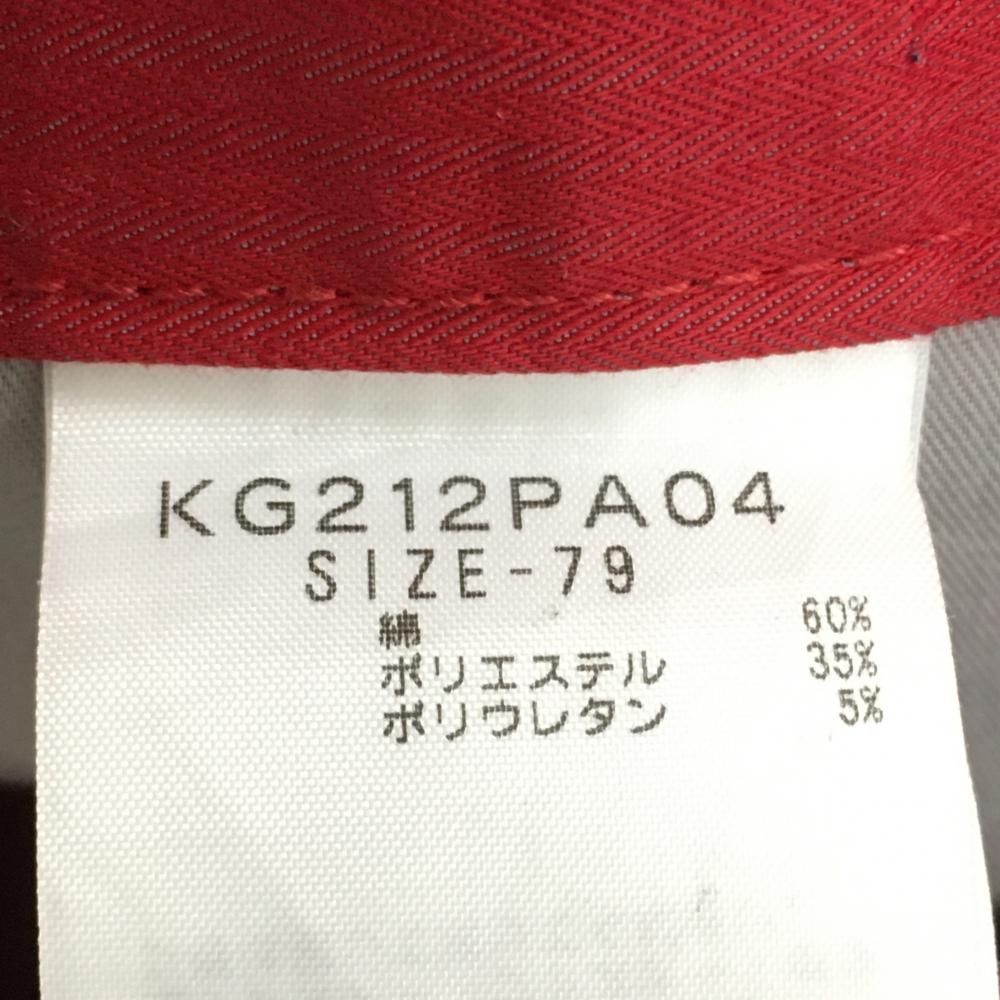 KG212PA04
SIZE-79
綿 60%
ポリエステル 35%
ポリウレタン 5%